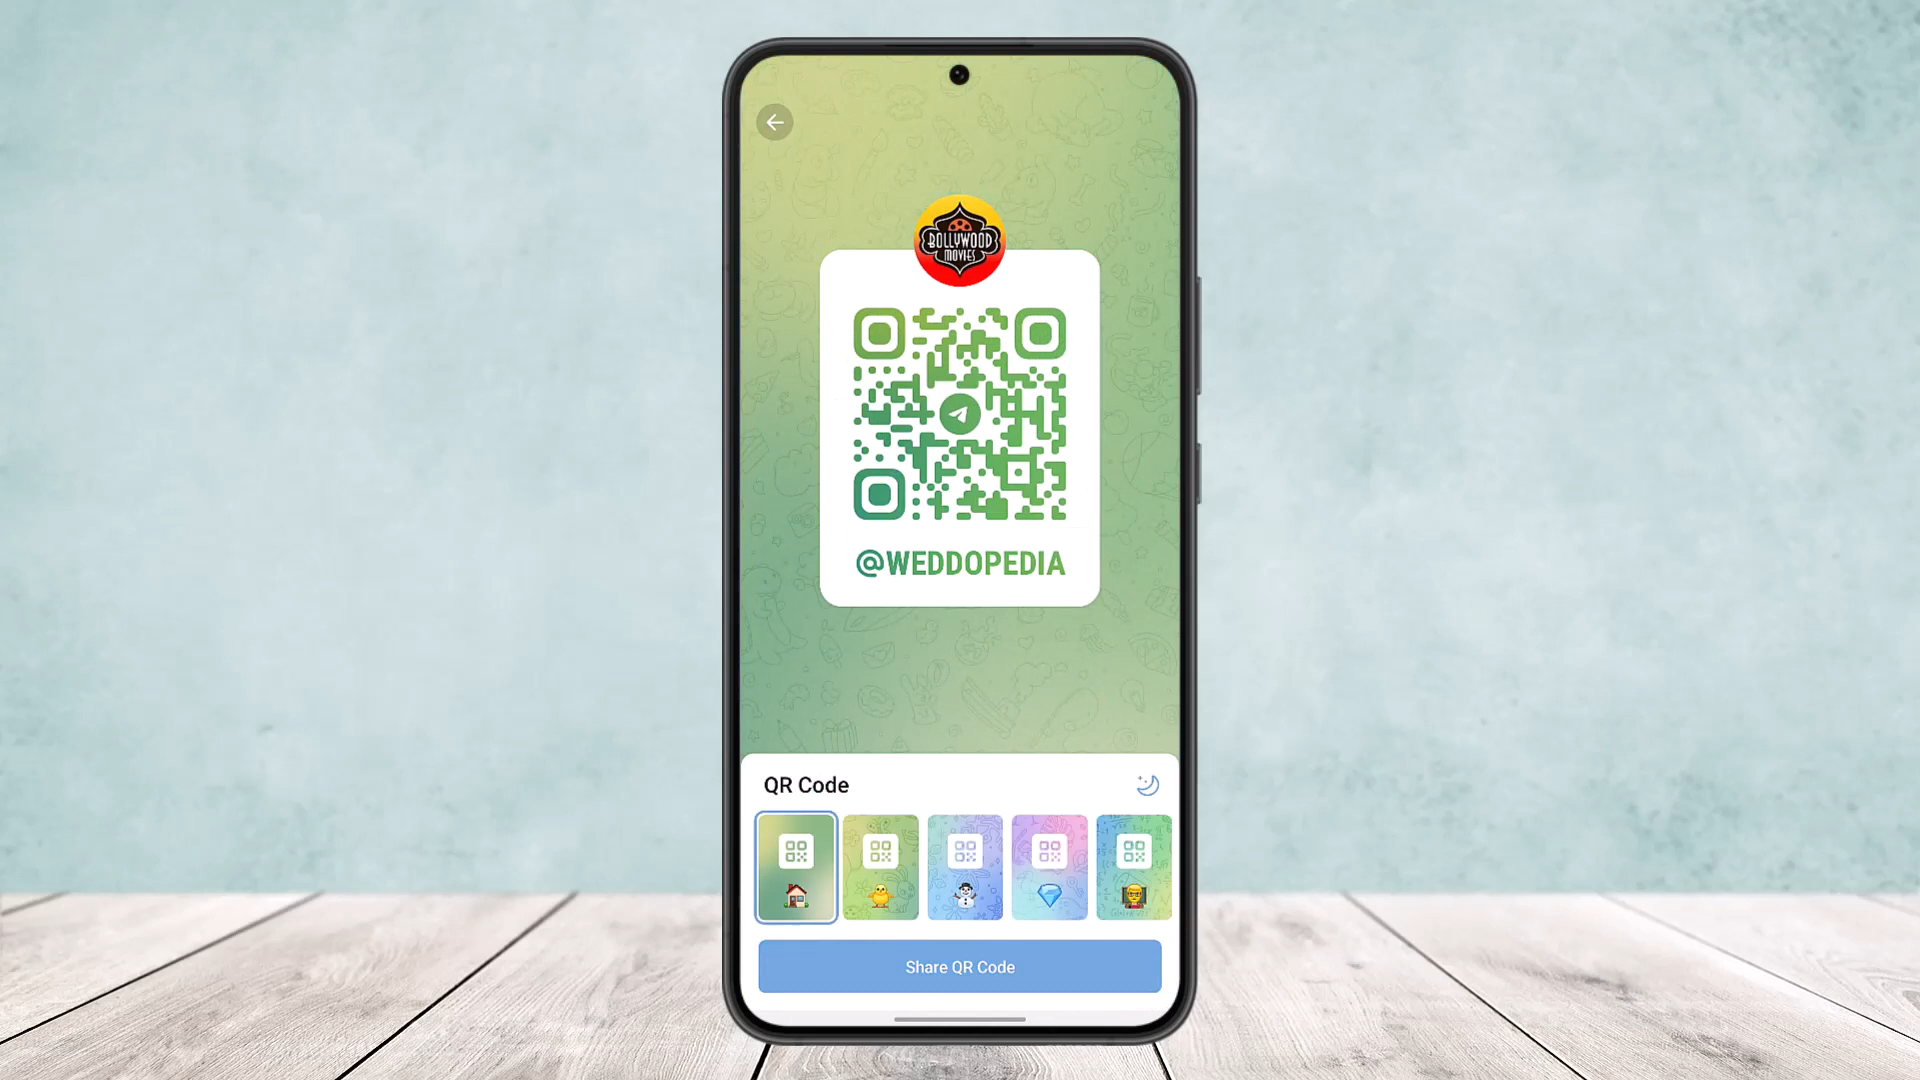 BOLLYWOOD
MOVIES
@WEDDOPEDIA
QR Code
Share QR Code